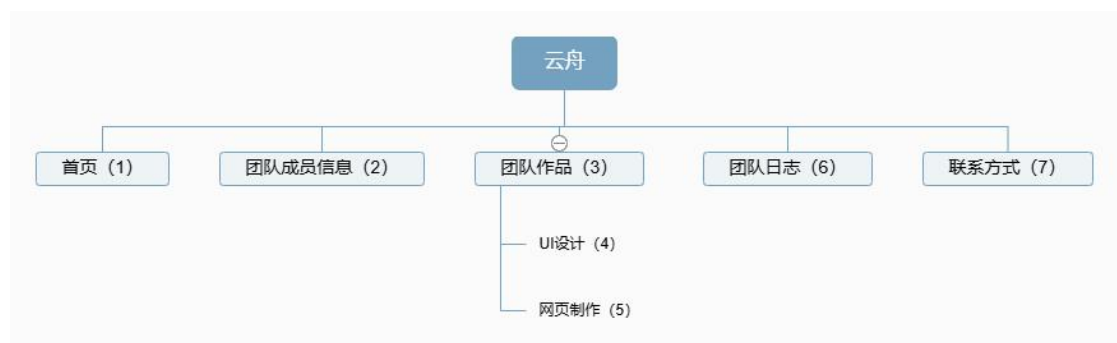 云舟
首页（1）
团队成员信息（2）
团队作品（3）
团队日志（6）
联系方式（7）
UI设计（4）
网页制作（5）